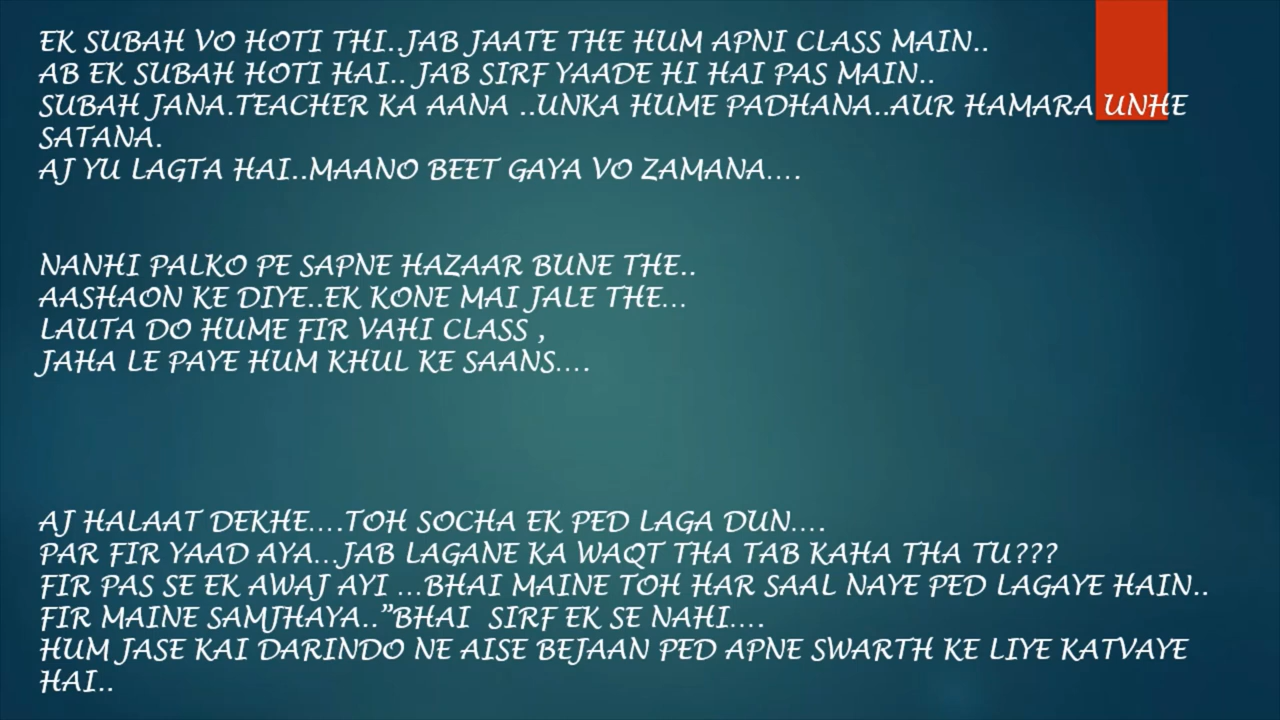 EK SUBAH VO HOTI THI..JAB JAATE THE HUM APNI CLASS MAIN..
AB EK SUBAH HOTI HAI.. JAB SIRF YAADE HI HAI PAS MAIN..
SUBAH JANA.TEACHER KA AANA ..UNKA HUME PADHANA..AUR HAMARA UNHE
SATANA.
AJ YU LAGTA HAI..MAANO BEET GAYA VO ZAMANA….
NANHI PALKO PE SAPNE HAZAAR BUNE THE..
AASHAON KE DIYE..EK KONE MAI JALE THE…
LAUTA DO HUME FIR VAHI CLASS ,
JAHA LE PAYE HUM KHUL KE SAANS….
AJ HALAAT DEKHE….TOH SOCHA EK PED LAGA DUN….
PAR FIR YAAD AYA…JAB LAGANE KA WAQT THA TAB KAHA THA TU???
FIR PAS SE EK AWAJ AYI …BHAI MAINE TOH HAR SAAL NAYE PED LAGAYE HAIN..
FIR MAINE SAMJHAYA..”BHAI  SIRF EK SE NAHI….
HUM JASE KAI DARINDO NE AISE BEJAAN PED APNE SWARTH KE LIYE KATVAYE
HAI..